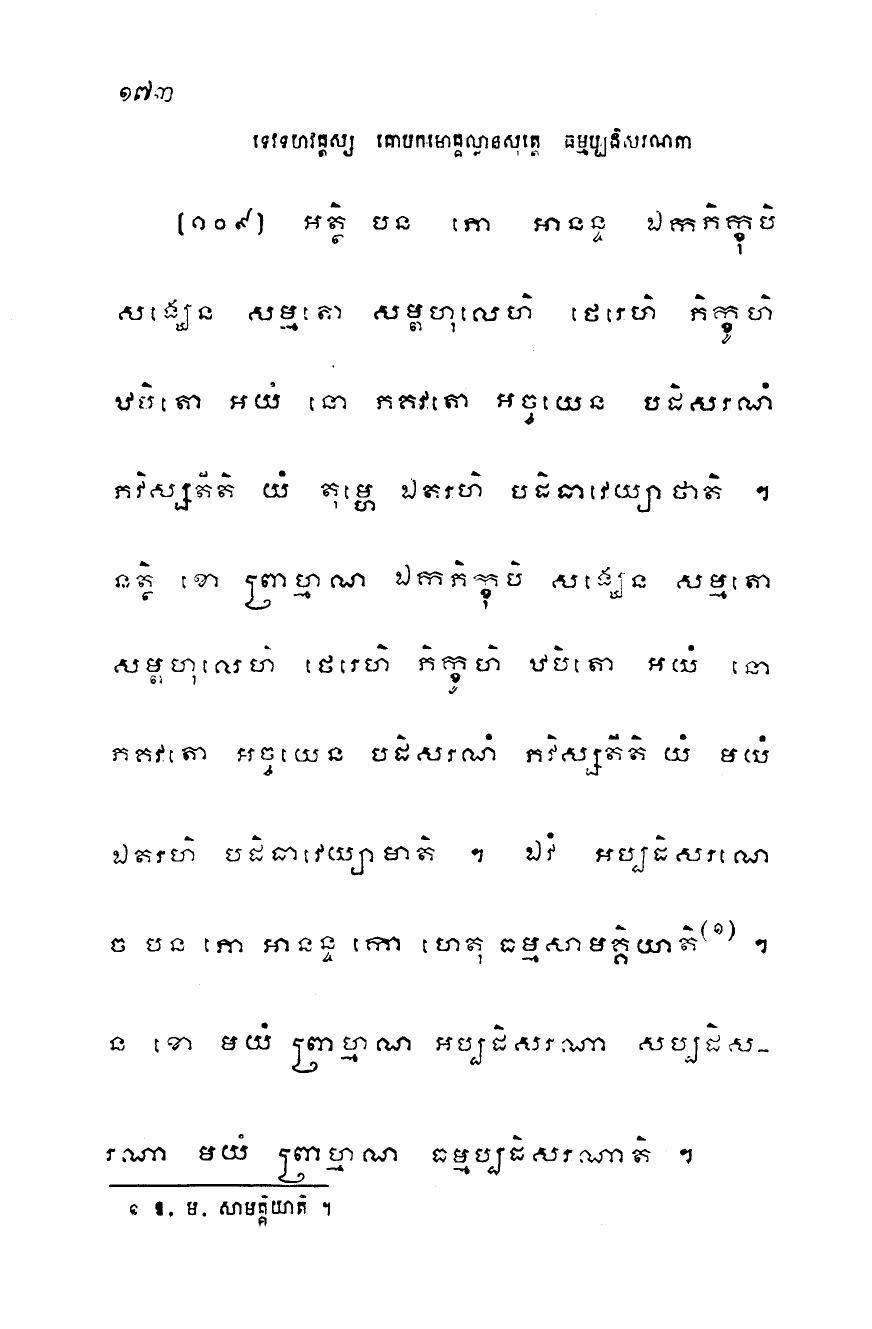 ១៧៣
ទេវទហវគ្គស្ស គោបកមោគ្គល្លានសុត្តេ ធម្មប្បដិសរណតា
[១០៩] អត្ថិ បន ភោ អានន្ទ ឯកភិក្ខុបិ
សង្ឃេន សម្មតោ សម្ពហុលេហិ ថេរេហិ ភិក្ខូហិ
ឋបិតោ អយំ នោ ភគវតោ អច្ចយេន បដិសរណំ
ភវិស្សតីតិ យំ តុម្ហេ ឯតរហិ បដិធាវេយ្យាថាតិ ។
នត្ថិ ខោ ព្រាហ្មណ ឯកភិក្ខុបិ សង្ឃេន សម្មតោ
សម្ពហុលេហិ ថេរេហិ ភិក្ខូហិ ឋបិតោ អយំ នោ
ភគវតោ អច្ចយេន បដិសរណំ ភវិស្សតីតិ យំ មយំ
ឯតរហិ បដិធាវេយ្យាមាតិ ។ ឯវំ អប្បដិសរណេ
ច បន ភោ អានន្ទ កោ ហេតុ ធម្មសាមគ្គិយាតិ(១) ។
ន ខោ មយំ ព្រាហ្មណ អប្បដិសរណា សប្បដិស-
រណា មយំ ព្រាហ្មណ ធម្មប្បដិសរណាតិ ។
១ ឱ. ម. សាមគ្គិយាតិ ។